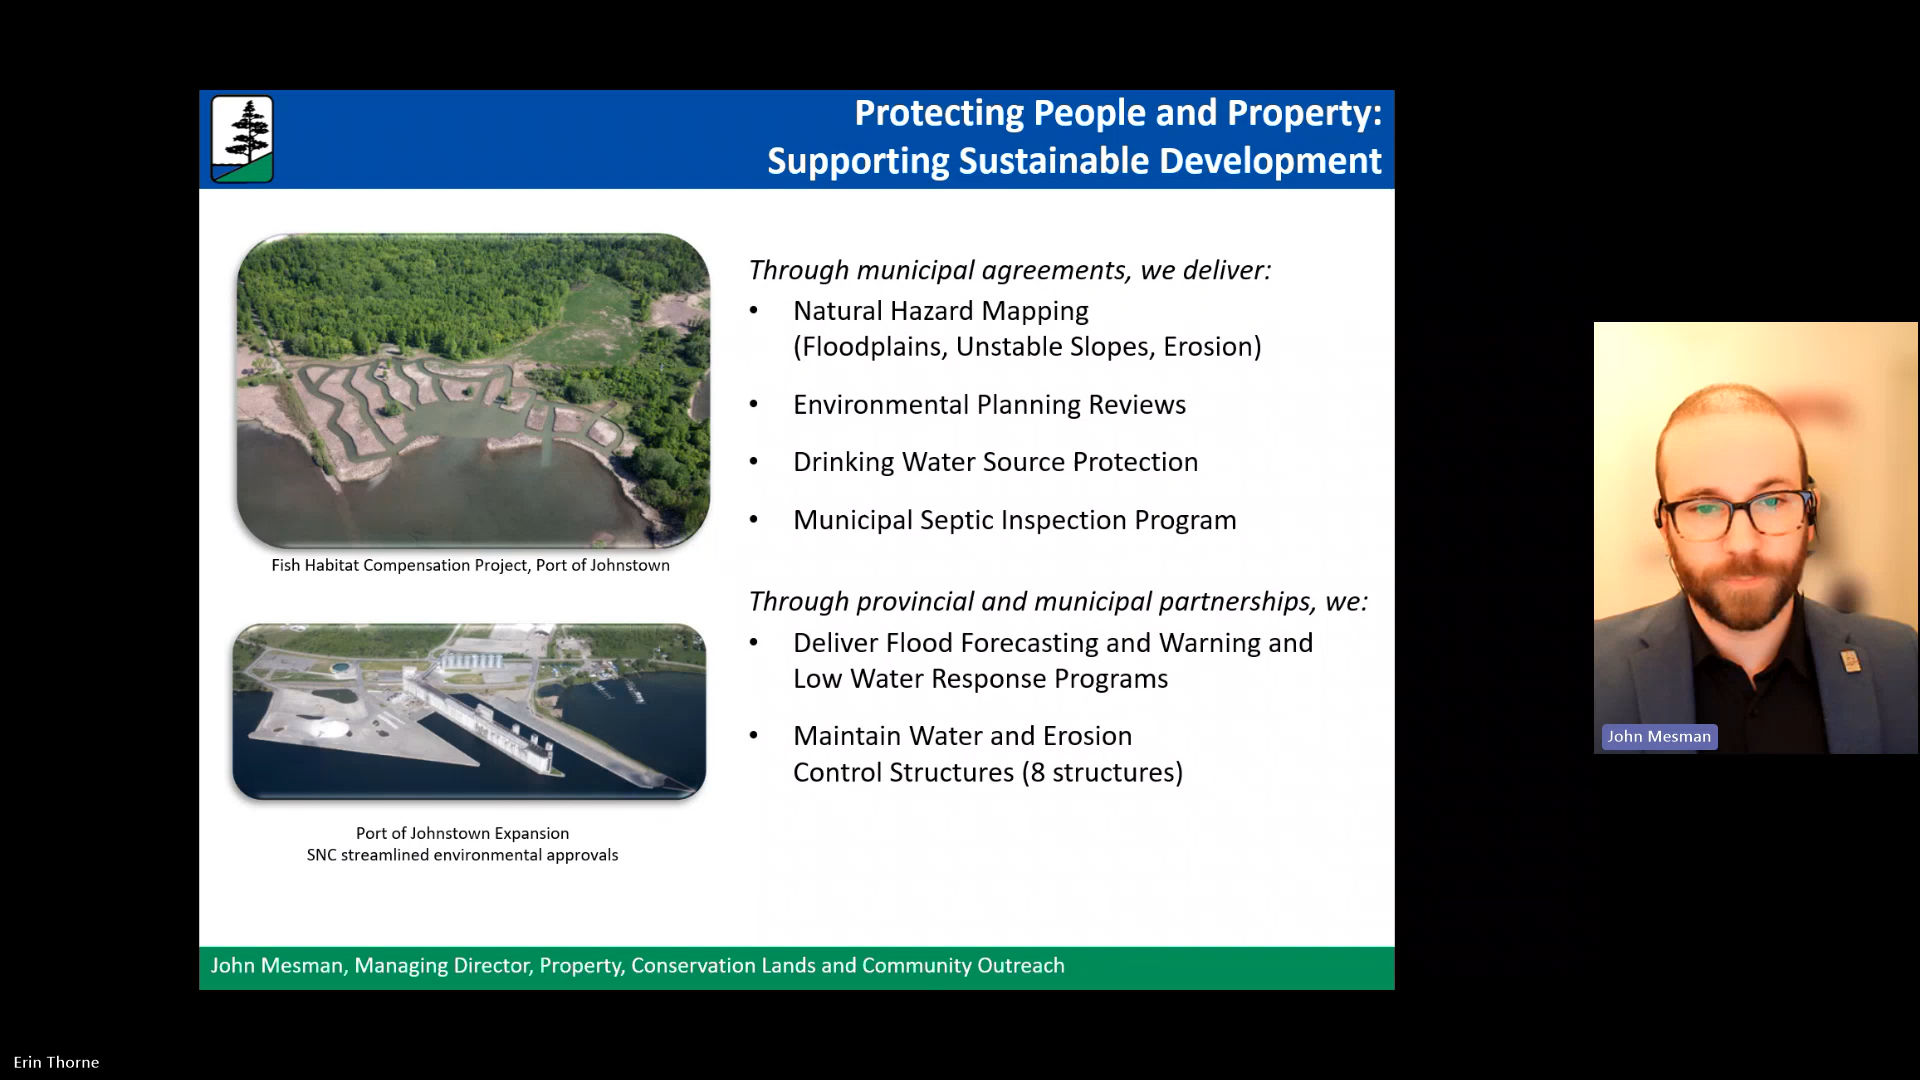 Protecting People and Property:
Supporting Sustainable Development
Through municipal agreements, we deliver:
• Natural Hazard Mapping
(Floodplains, Unstable Slopes, Erosion)
• Environmental Planning Reviews
• Drinking Water Source Protection
• Municipal Septic Inspection Program
Fish Habitat Compensation Project, Port of Johnstown
Through provincial and municipal partnerships, we:
• Deliver Flood Forecasting and Warning and
Low Water Response Programs
• Maintain Water and Erosion
Control Structures (8 structures)
Port of Johnstown Expansion
SNC streamlined environmental approvals
John Mesman, Managing Director, Property, Conservation Lands and Community Outreach
John Mesman
Erin Thorne